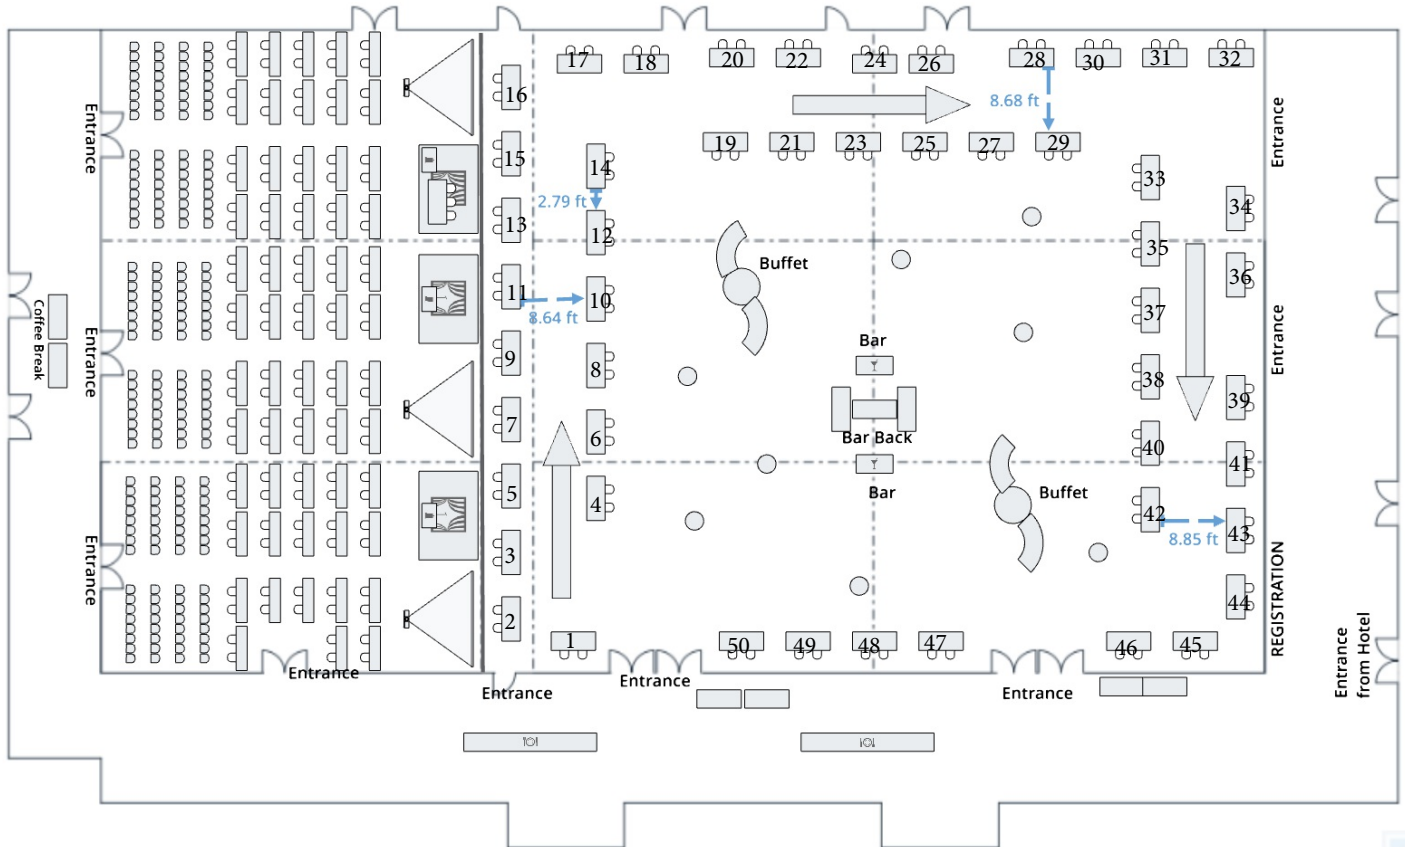 17
18
20
22
24
26
28
30
31
32
16
8.68 ft
Entrance
Entrance
19
21
23
25
27
29
15
14
33
2.79 ft
34
13
12
35
Buffet
11
10
36
8.64 ft
37
Coffee Break
Entrance
Entrance
Bar
9
8
38
39
7
6
Bar Back
40
41
5
4
Bar
Buffet
42
43
8.85 ft
3
Entrance
REGISTRATION
2
44
1
50
49
48
47
46
45
Entrance
Entrance
Entrance
Entrance
Entrance
from Hotel